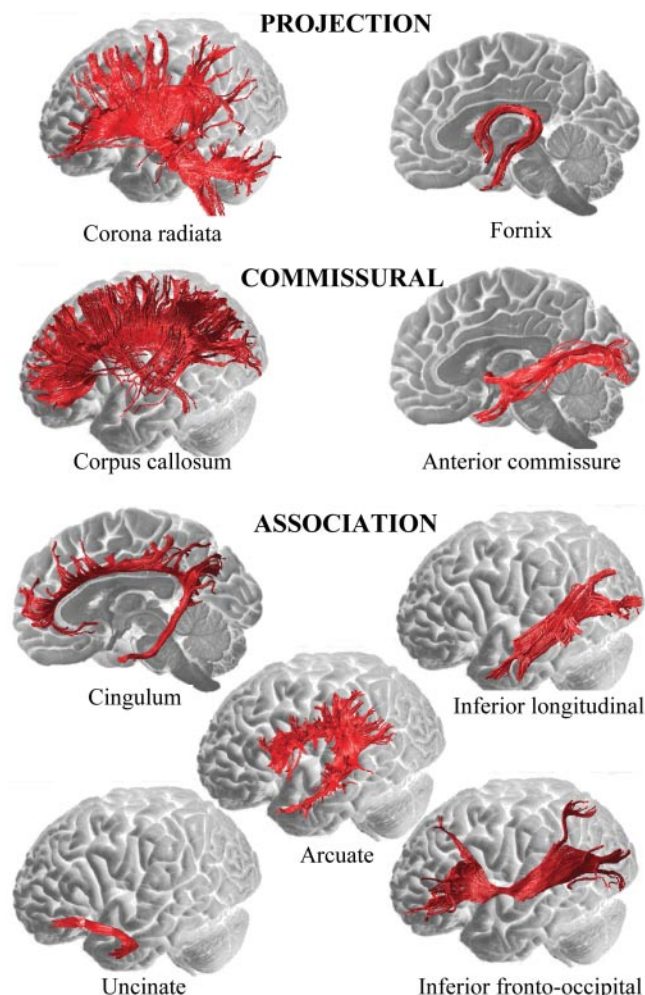 PROJECTION
Corona radiata
Fornix
COMMISSURAL
Corpus callosum
Anterior commissure
ASSOCIATION
Cingulum
Inferior longitudinal
Arcuate
Uncinate
Inferior fronto-occipital